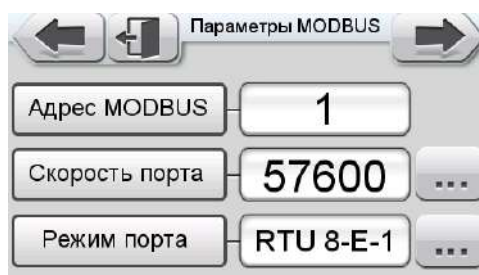 Параметры MODBUS
Адрес MODBUS 1
Скорость порта 57600 ...
Режим порта RTU 8-E-1 ...